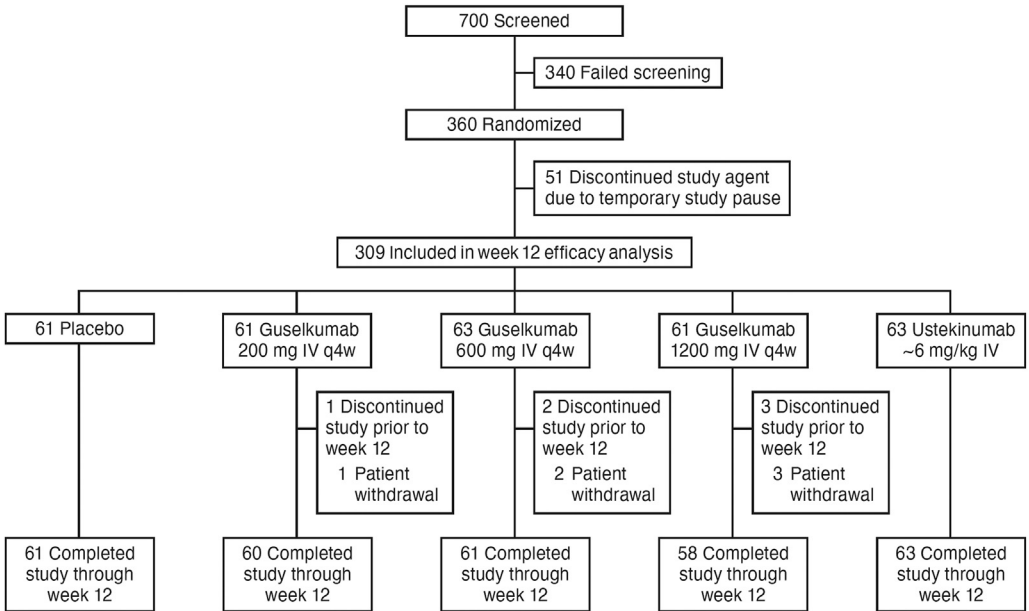 700 Screened
340 Failed screening
360 Randomized
51 Discontinued study agent
due to temporary study pause
309 Included in week 12 efficacy analysis
61 Placebo
61 Guselkumab
200 mg IV q4w
63 Guselkumab
600 mg IV q4w
61 Guselkumab
1200 mg IV q4w
63 Ustekinumab
~6 mg/kg IV
1 Discontinued
study prior to
week 12
1 Patient
withdrawal
2 Discontinued
study prior to
week 12
2 Patient
withdrawal
3 Discontinued
study prior to
week 12
3 Patient
withdrawal
61 Completed
study through
week 12
60 Completed
study through
week 12
61 Completed
study through
week 12
58 Completed
study through
week 12
63 Completed
study through
week 12